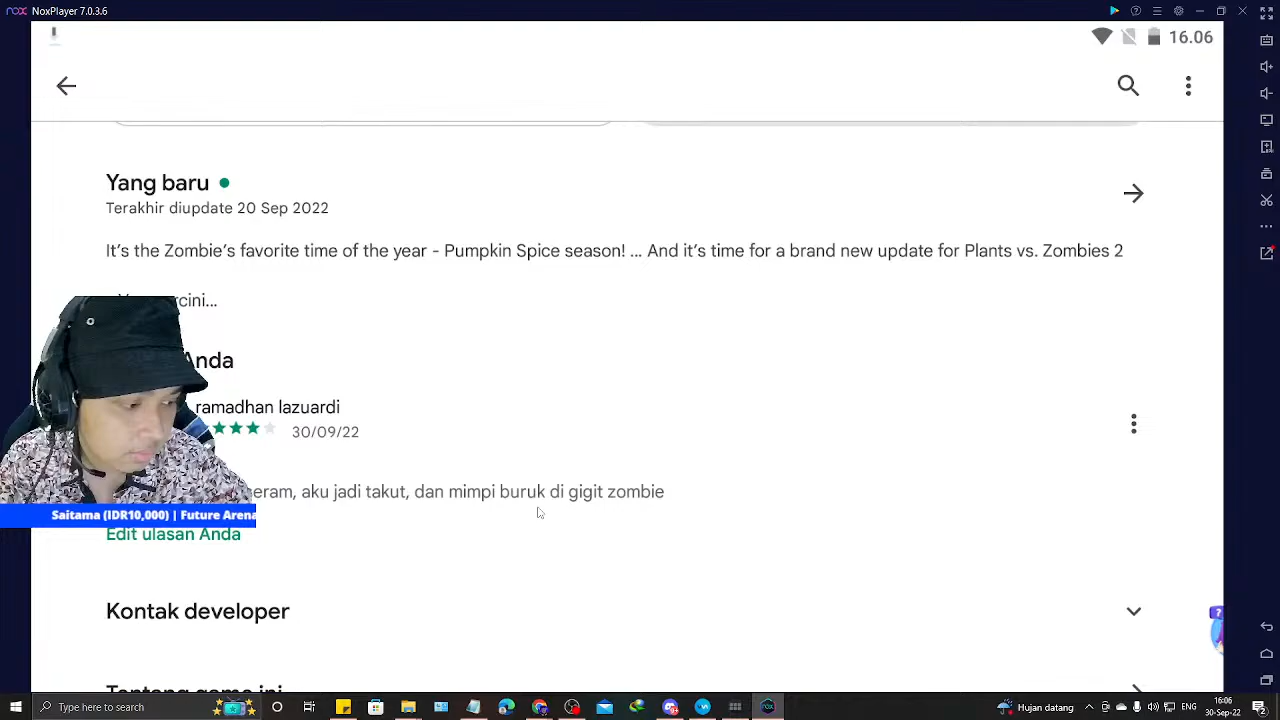 NoxPlayer 7.0.3.6
16.06
Yang baru
Terakhir diupdate 20 Sep 2022
It's the Zombie's favorite time of the year - Pumpkin Spice season! ... And it's time for a brand new update for Plants vs. Zombies 2
Anda
ramadhan lazuardi
30/09/22
aku jadi takut, dan mimpi buruk di gigit zombie
Saitama (IDR10,000) | Future Arena
Edit ulasan Anda
Kontak developer
Tentang game ini
Type here to search
Hujan datang
ENG
16:06
30-Sep-22